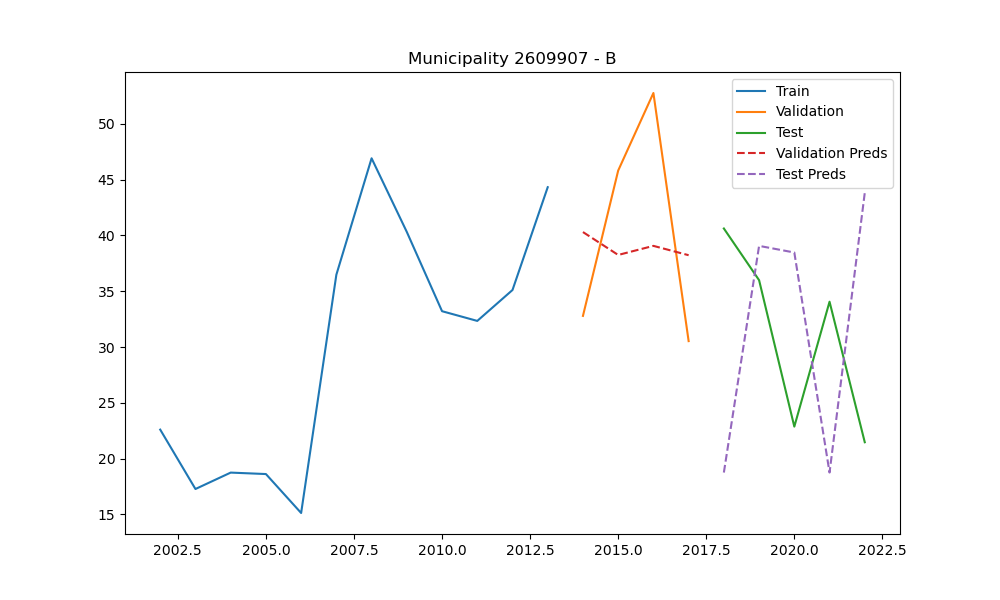 Municipality 2609907 - B
Train
Validation
Test
Validation Preds
Test Preds
50
45
40
35
30
25
20
15
2002.5 2005.0 2007.5 2010.0 2012.5 2015.0 2017.5 2020.0 2022.5